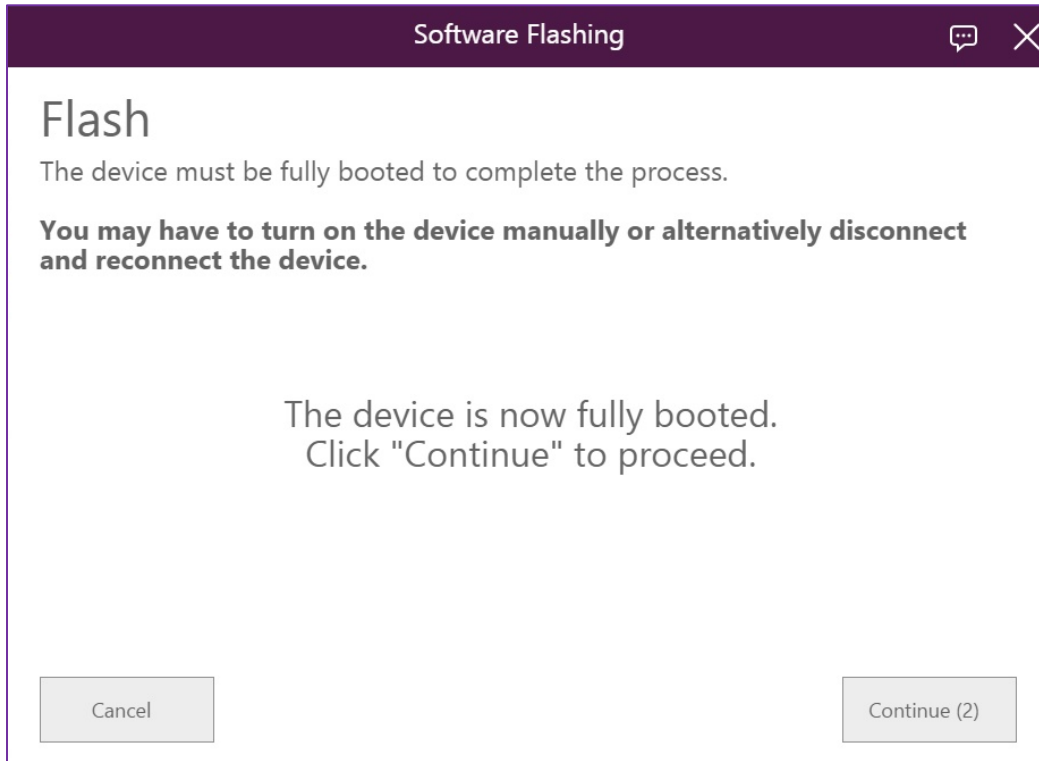 Software Flashing
Flash
The device must be fully booted to complete the process.
You may have to turn on the device manually or alternatively disconnect
and reconnect the device.
The device is now fully booted.
Click "Continue" to proceed.
Cancel
Continue (2)